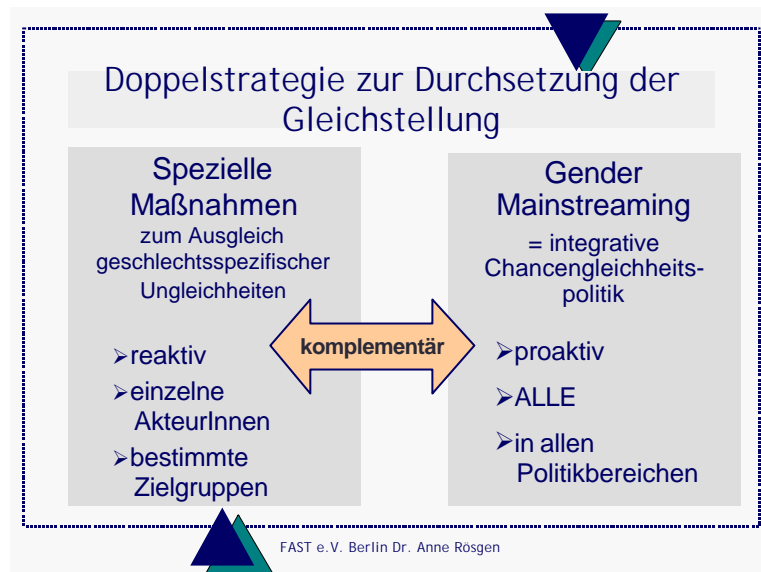 Doppelstrategie zur Durchsetzung der
Gleichstellung
Spezielle
Maßnahmen
zum Ausgleich
geschlechtsspezifischer
Ungleichheiten
➢reaktiv
➢einzelne
AkteurInnen
➢bestimmte
Zielgruppen
komplementär
Gender
Mainstreaming
= integrative
Chancengleichheits-
politik
➢proaktiv
➢ALLE
➢in allen
Politikbereichen
FAST e.V. Berlin Dr. Anne Rösgen